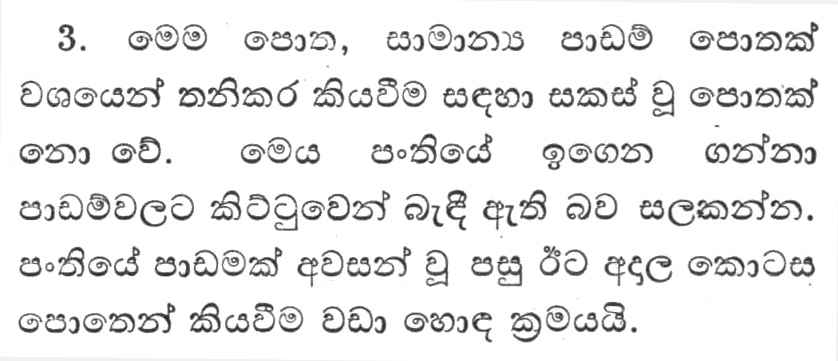 3. මෙම පොත, සාමාන්‍ය පාඩම් පොතක්
වශයෙන් තනිකර කියවීම සඳහා සකස් වූ පොතක්
නො වේ. මෙය පංතියේ ඉගෙන ගන්නා
පාඩම්වලට කිට්ටුවෙන් බැඳී ඇති බව සලකන්න.
පංතියේ පාඩමක් අවසන් වූ පසු ඊට අදාල කොටස
පොතෙන් කියවීම වඩා හොඳ ක්‍රමයයි.